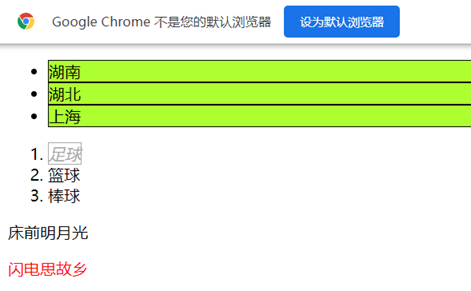 Google Chrome 不是您的默认浏览器 设为默认浏览器
• 湖南
• 湖北
• 上海
1. 足球
2. 篮球
3. 棒球
床前明月光
闪电思故乡